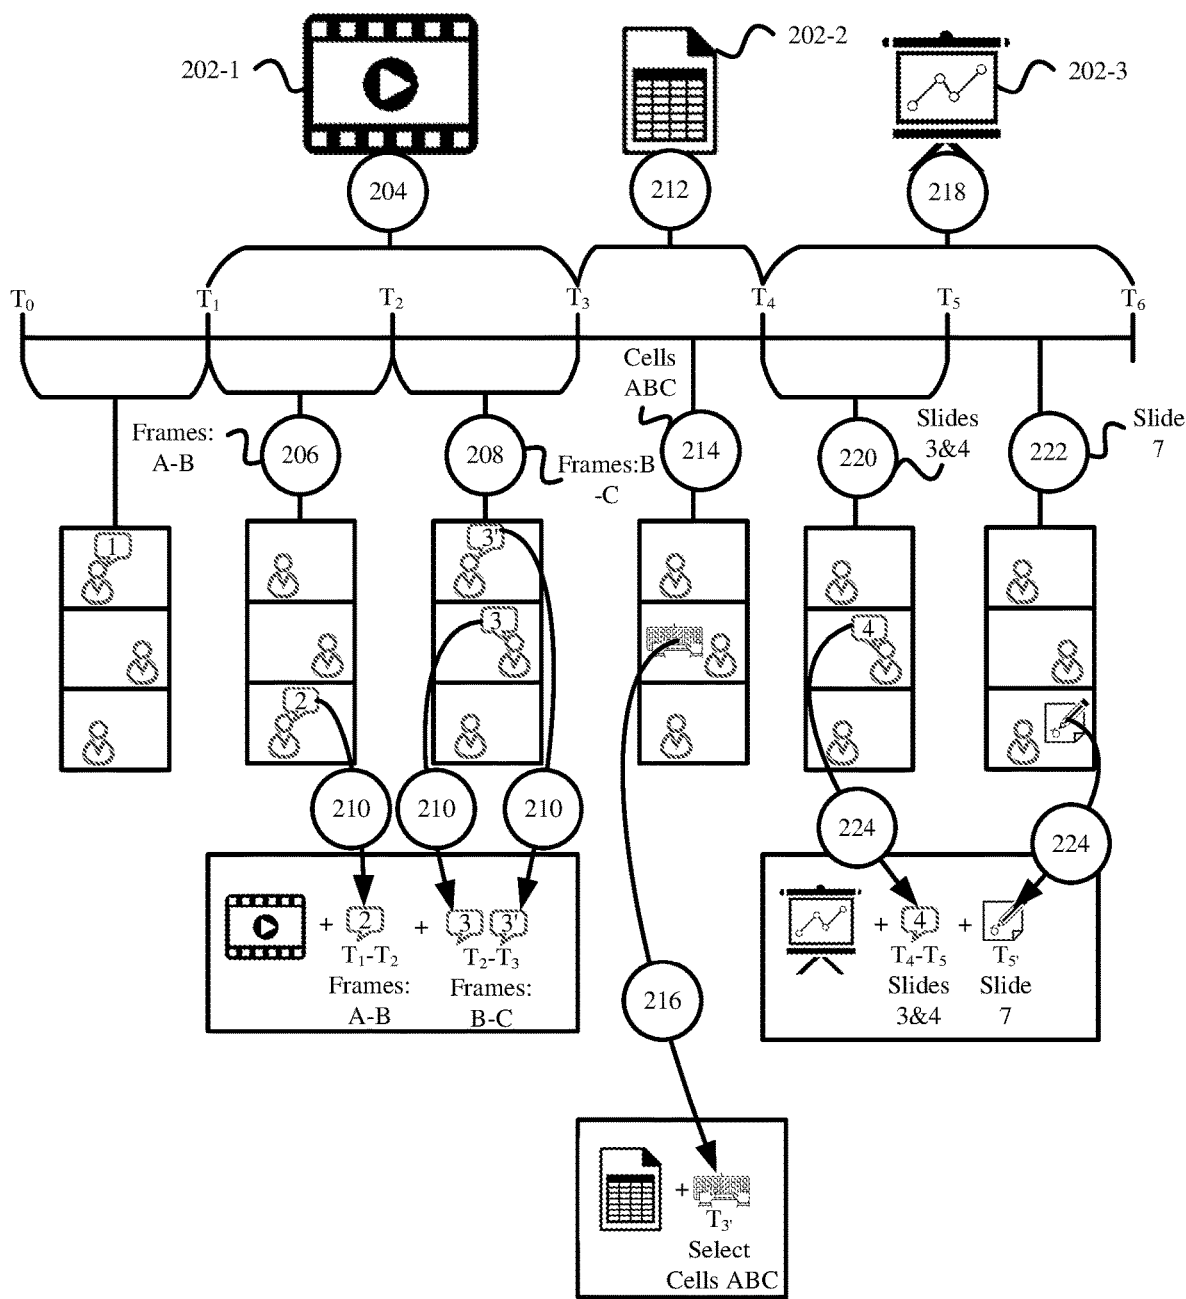 202-1
202-2
202-3
204
212
218
T0
T1
T2
T3
T4
T5
T6
Cells
ABC
Frames:
A-B
206
208
Frames:B
-C
214
220
Slides
3&4
222
Slide
7
1
2
3'
3
4
210
210
210
224
224
+
2
+
3
3'
T1-T2
T2-T3
Frames:
A-B
Frames:
B-C
+
4
+
T4-T5
T5'
Slides
3&4
Slide
7
216
+
T3'
Select
Cells ABC